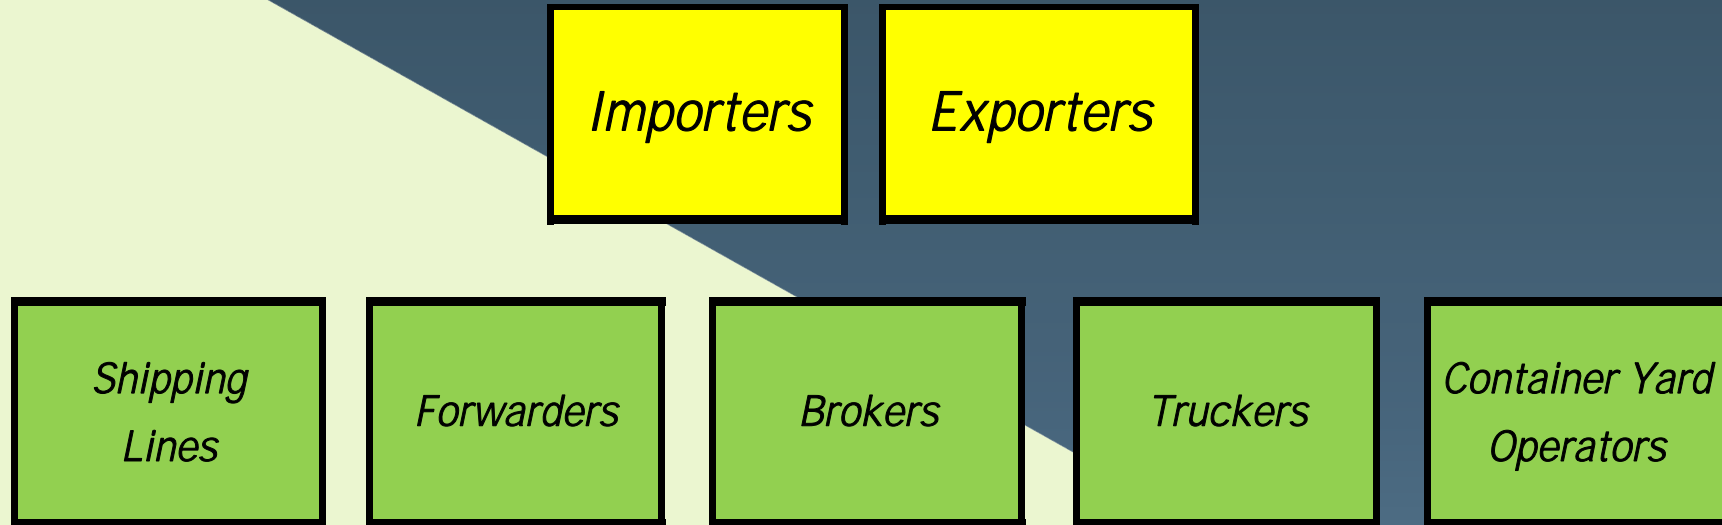 Importers
Exporters
Shipping
Lines
Forwarders
Brokers
Truckers
Container Yard
Operators